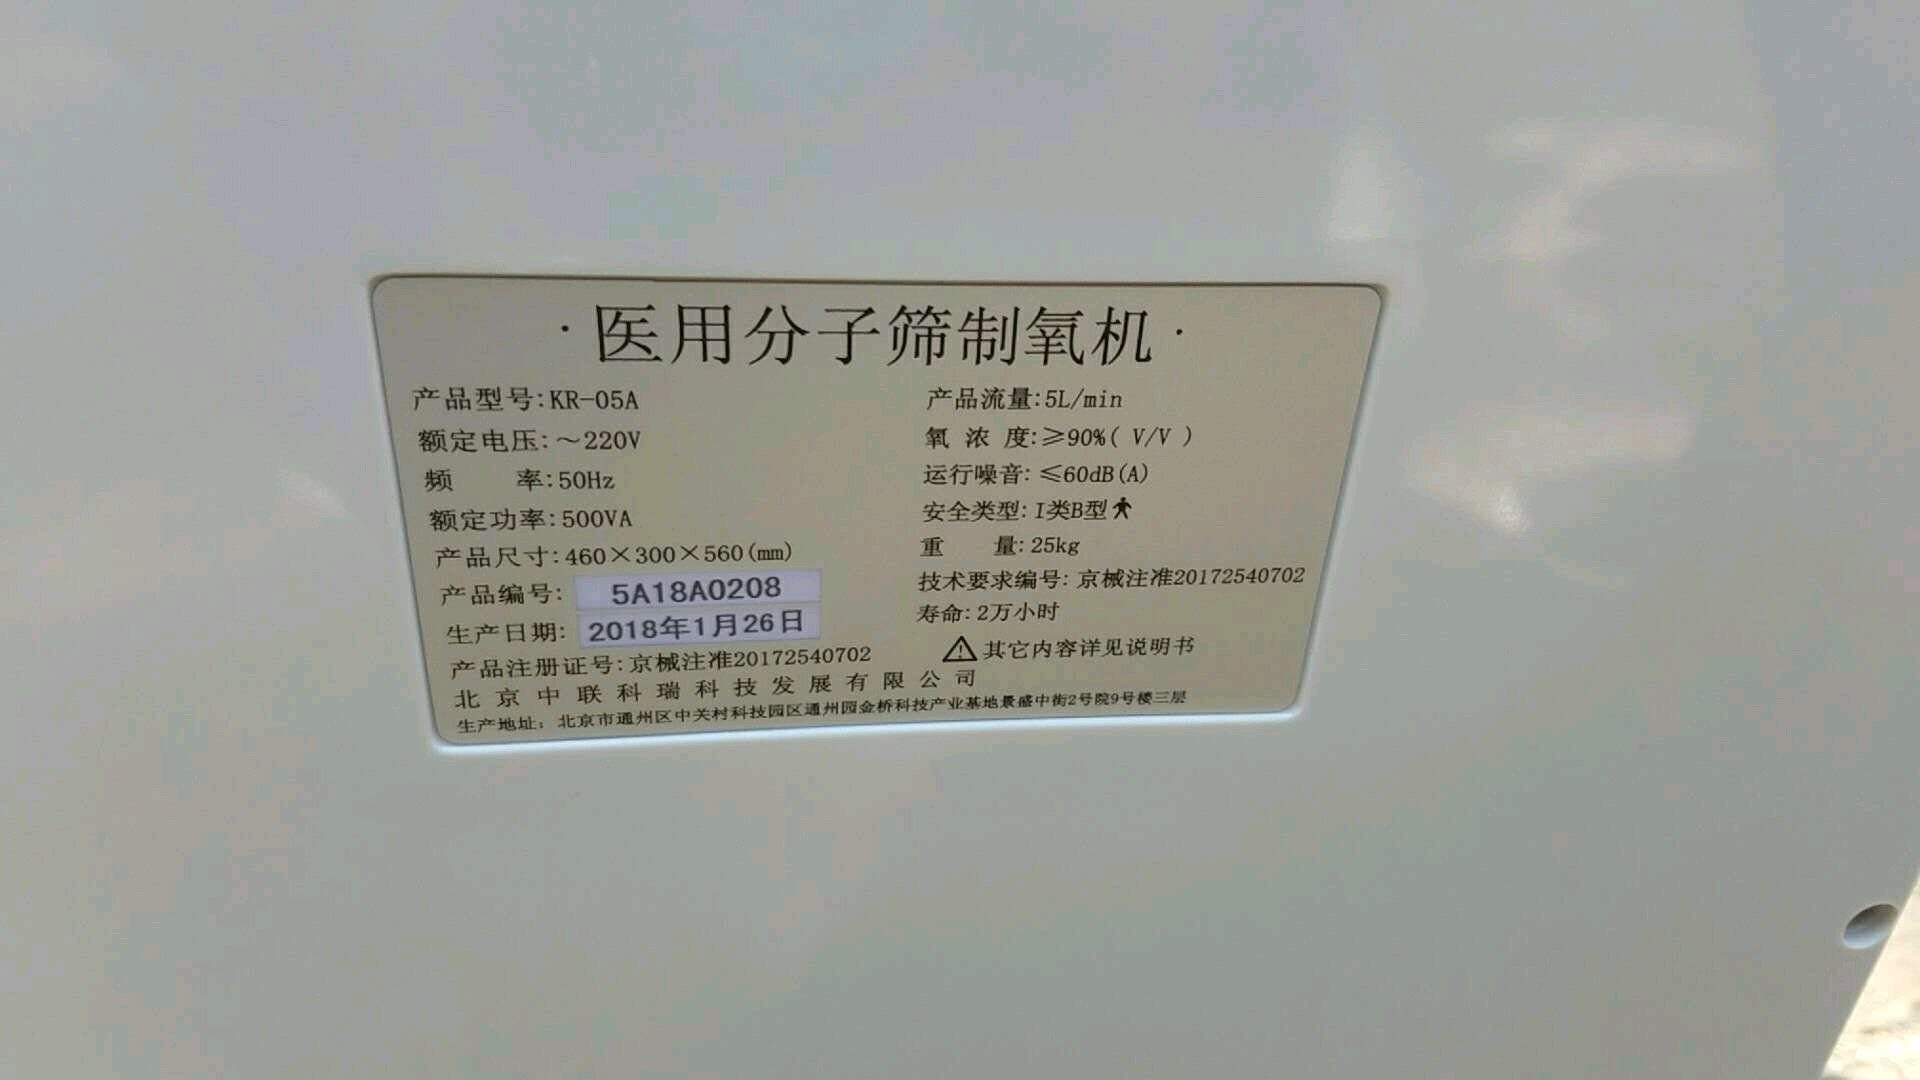 ·医用分子筛制氧机·
产品型号:KR-05A
额定电压:～220V
频 率:50Hz
额定功率:500VA
产品尺寸:460×300×560(mm)
产品编号: 5A18A0208
生产日期: 2018年1月26日
产品注册证号:京械注准20172540702
产品流量:5L/min
氧 浓 度:≥90%( V/V )
运行噪音:≤60dB(A)
安全类型:I类B型
重 量:25kg
技术要求编号:京械注准20172540702
寿命:2万小时
其它内容详见说明书
北京中联科瑞科技发展有限公司
生产地址: 北京市通州区中关村科技园区通州园金桥科技产业基地景盛中街2号院9号楼三层